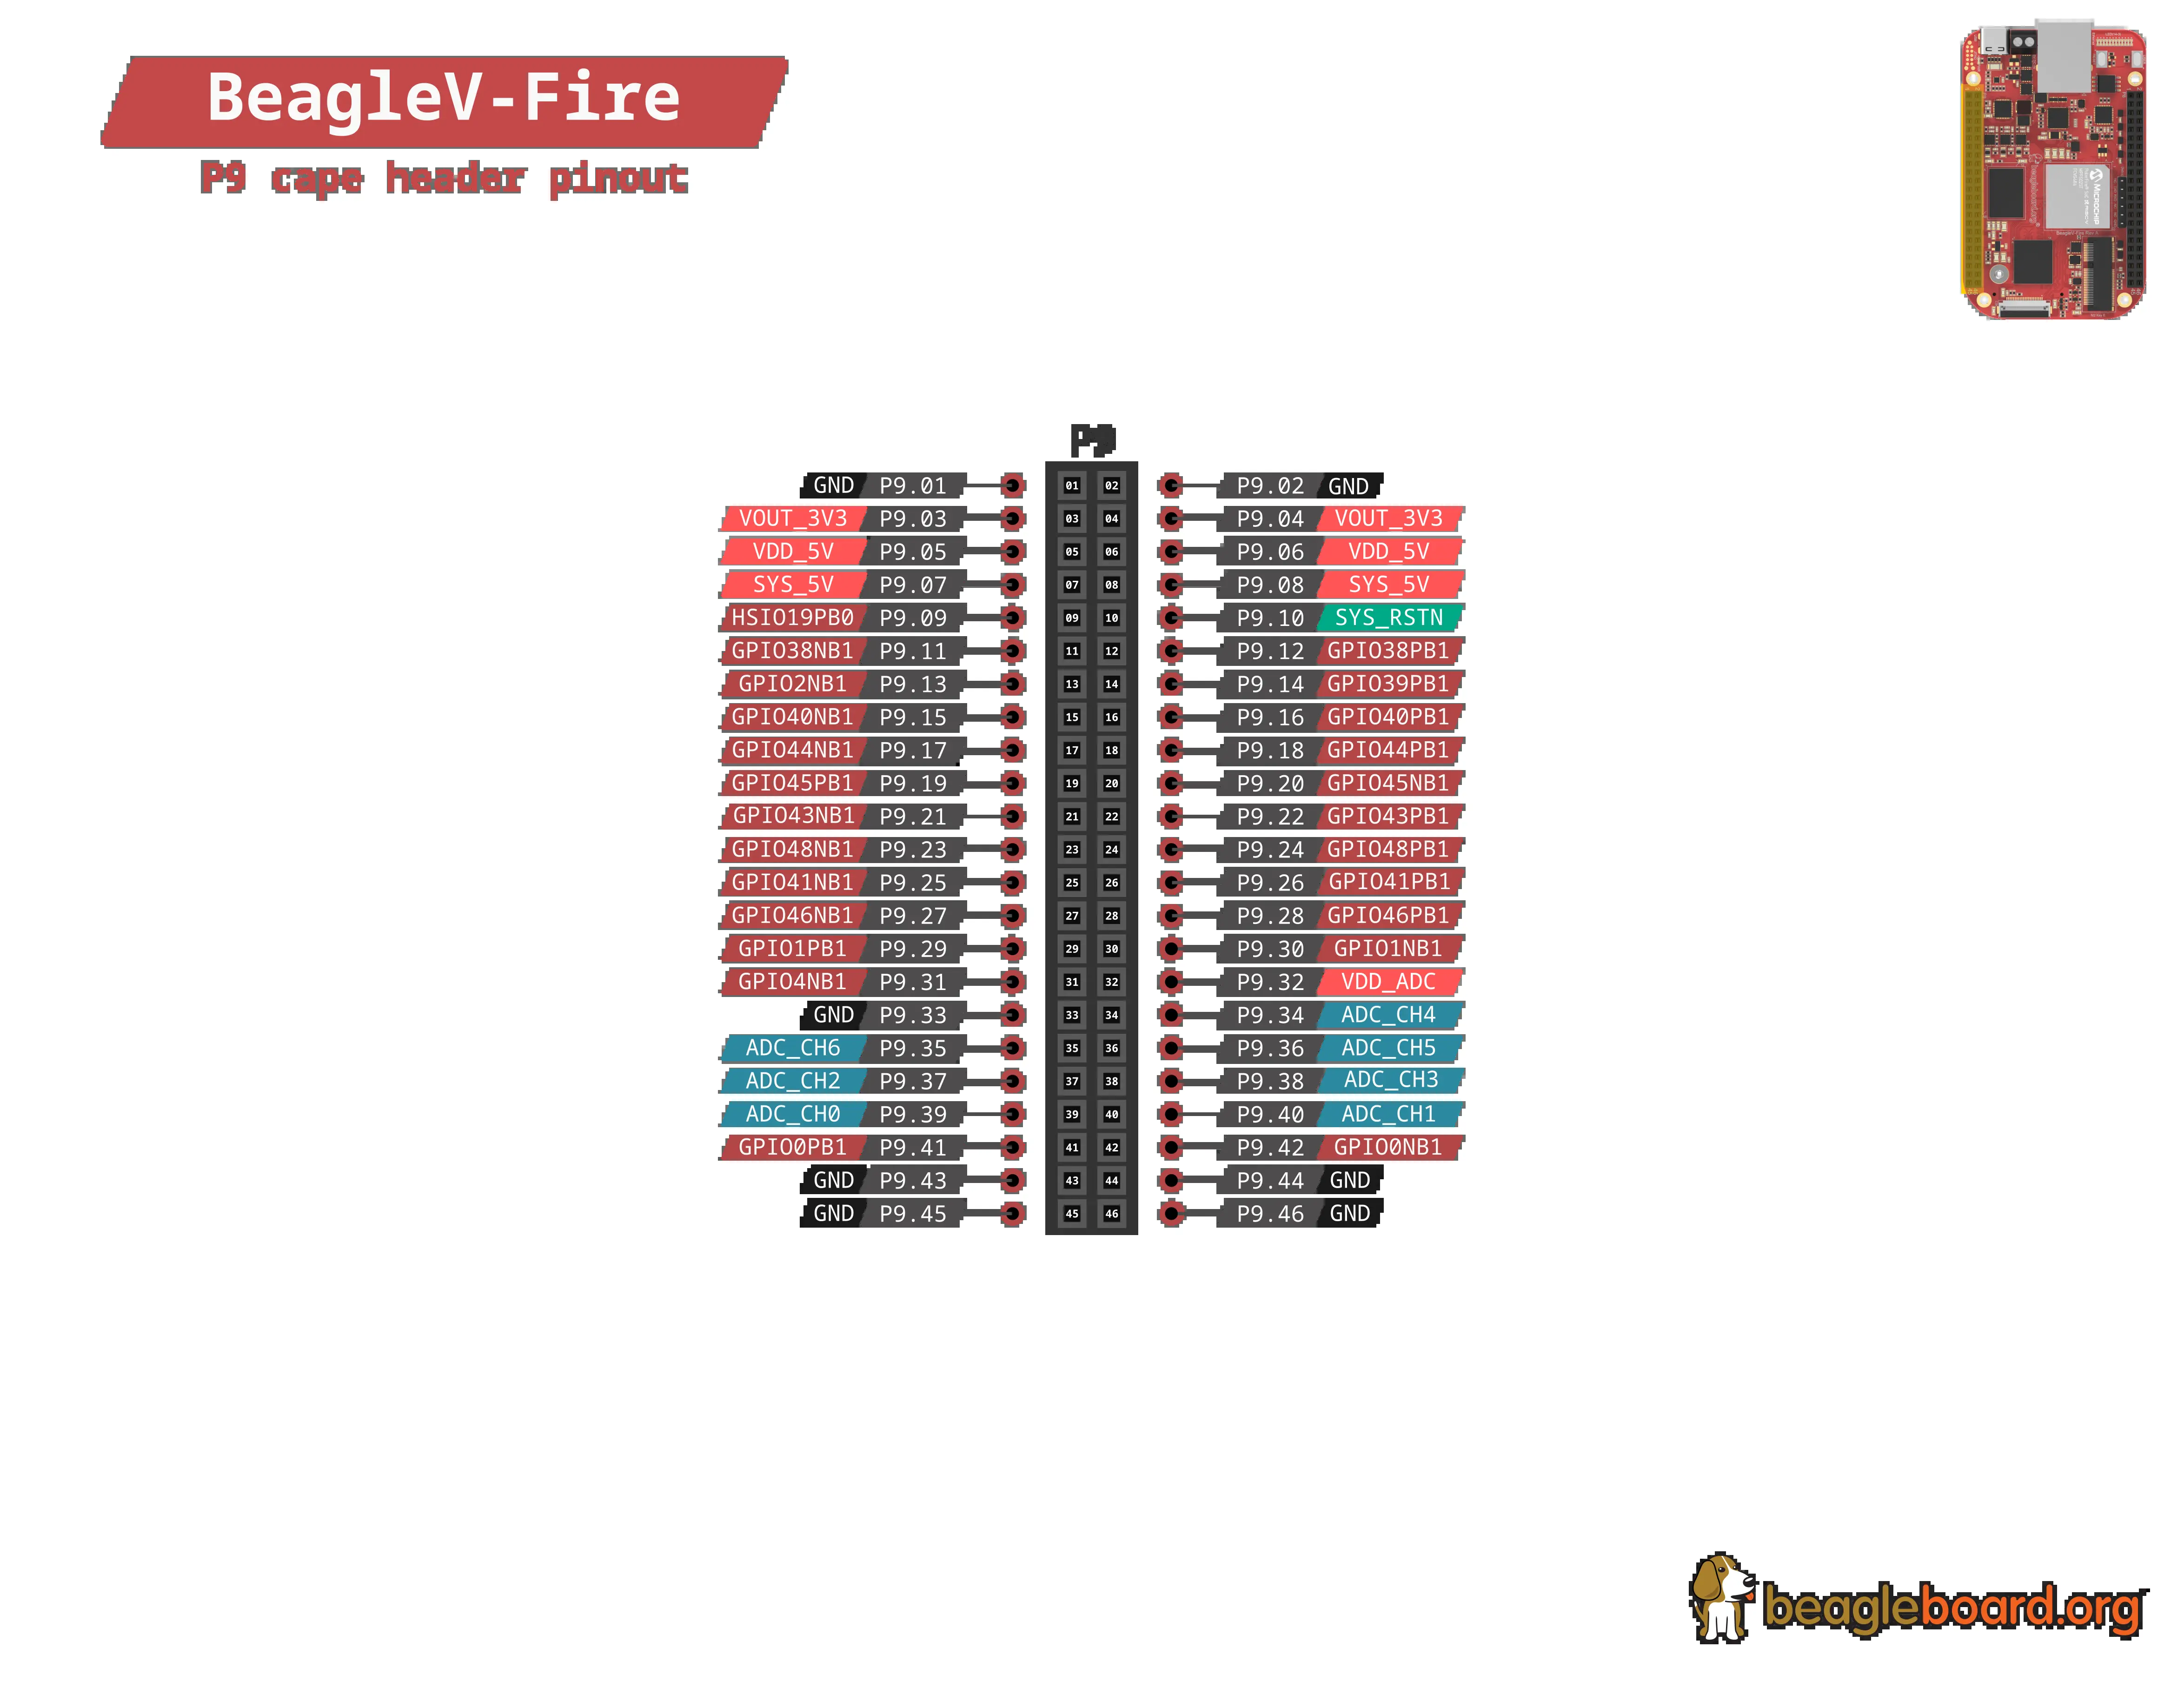 BeagleV-Fire
P9 cape header pinout
MICROCHIP
P9
GND P9.01 01 02 P9.02 GND
VOUT_3V3 P9.03 03 04 P9.04 VOUT_3V3
VDD_5V P9.05 05 06 P9.06 VDD_5V
SYS_5V P9.07 07 08 P9.08 SYS_5V
HSIO19PB0 P9.09 09 10 P9.10 SYS_RSTN
GPIO38NB1 P9.11 11 12 P9.12 GPIO38PB1
GPIO2NB1 P9.13 13 14 P9.14 GPIO39PB1
GPIO40NB1 P9.15 15 16 P9.16 GPIO40PB1
GPIO44NB1 P9.17 17 18 P9.18 GPIO44PB1
GPIO45PB1 P9.19 19 20 P9.20 GPIO45NB1
GPIO43NB1 P9.21 21 22 P9.22 GPIO43PB1
GPIO48NB1 P9.23 23 24 P9.24 GPIO48PB1
GPIO41NB1 P9.25 25 26 P9.26 GPIO41PB1
GPIO46NB1 P9.27 27 28 P9.28 GPIO46PB1
GPIO1PB1 P9.29 29 30 P9.30 GPIO1NB1
GPIO4NB1 P9.31 31 32 P9.32 VDD_ADC
GND P9.33 33 34 P9.34 ADC_CH4
ADC_CH6 P9.35 35 36 P9.36 ADC_CH5
ADC_CH2 P9.37 37 38 P9.38 ADC_CH3
ADC_CH0 P9.39 39 40 P9.40 ADC_CH1
GPIO0PB1 P9.41 41 42 P9.42 GPIO0NB1
GND P9.43 43 44 P9.44 GND
GND P9.45 45 46 P9.46 GND
beagleboard.org